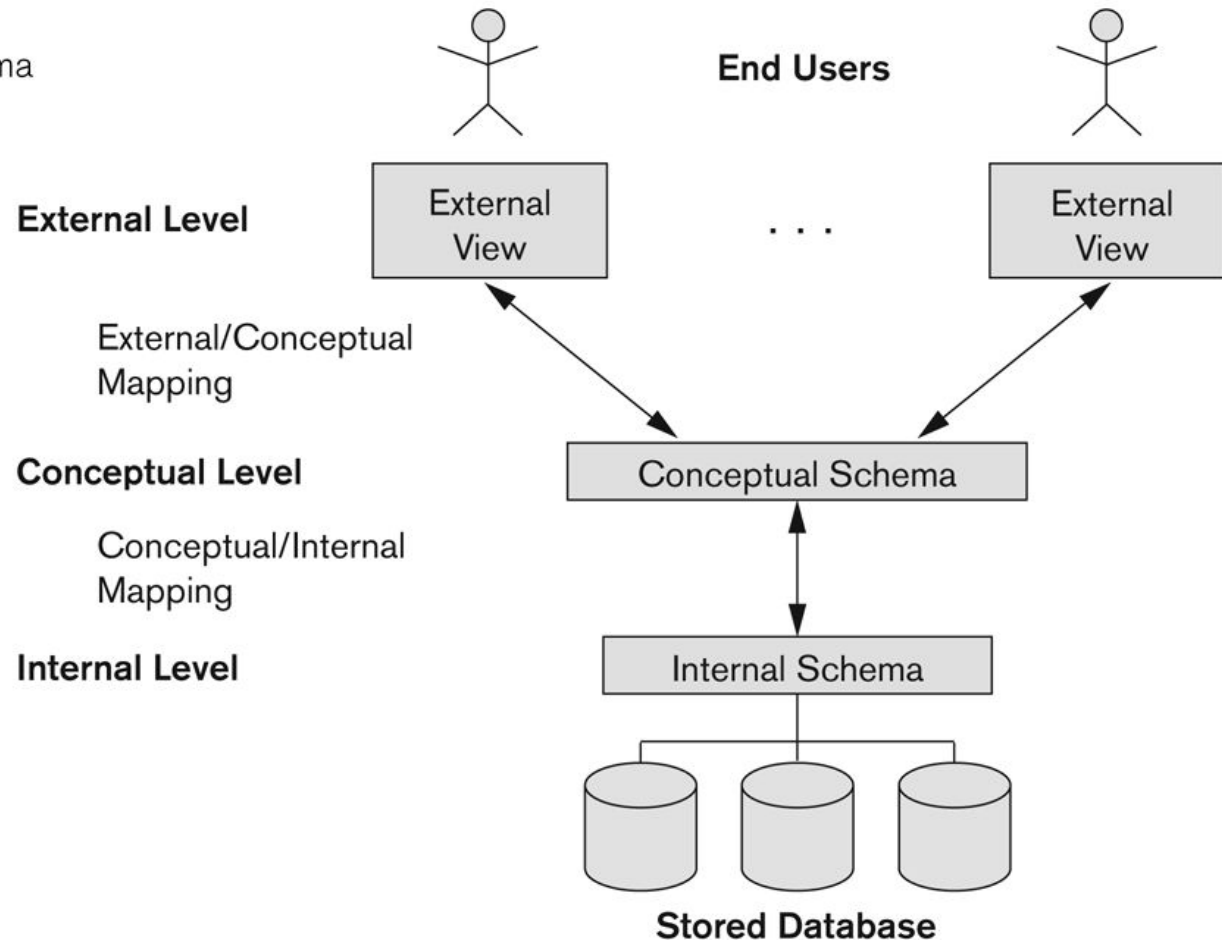 ma
End Users
External Level
External
View
. . .
External
View
External/Conceptual
Mapping
Conceptual Level
Conceptual Schema
Conceptual/Internal
Mapping
Internal Level
Internal Schema
Stored Database